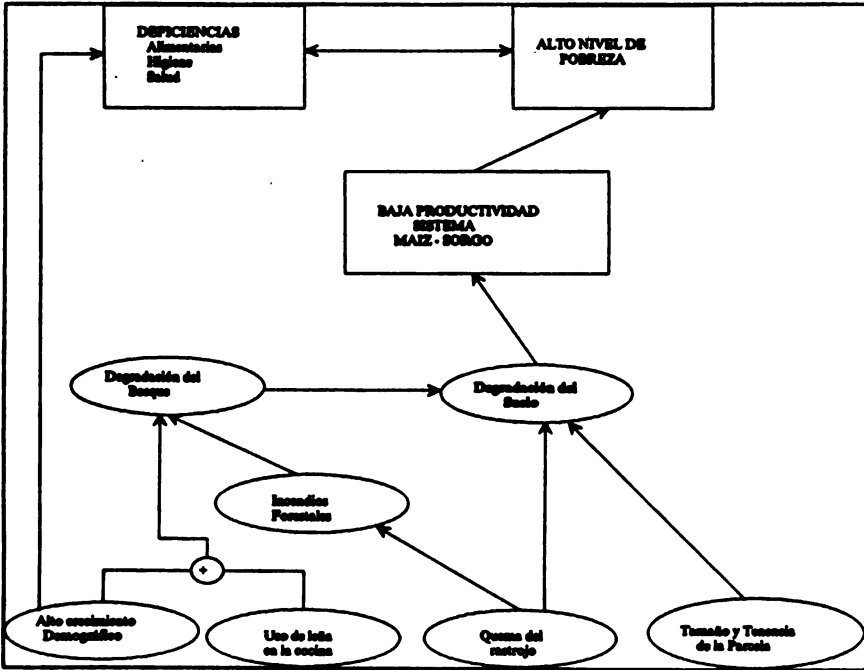 DEFICIENCIAS
Alimentarias
Higiene
Salud
ALTO NIVEL DE
POBREZA
BAJA PRODUCTIVIDAD
SISTEMA
MAIZ - SORGO
Degradación del
Bosque
Degradación del
Suelo
Incendios
Forestales
+
Alto crecimiento
Demográfico
Uso de leña
en la cocina
Quema del
rastrojo
Tamaño y Tenencia
de la Parcela